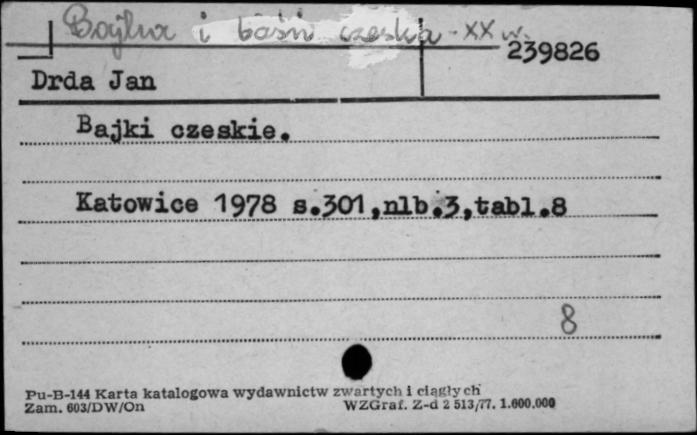 Bajka i baśń czeska - XX w.
239826
Drda Jan
Bajki czeskie.
Katowice 1978 s.301,nlb.3,tabl.8
8
Pu-B-144 Karta katalogowa wydawnictw zwartych i ciągłych
Zam. 603/DW/On WZGraf. Z-d 2 513/77. 1.000.000